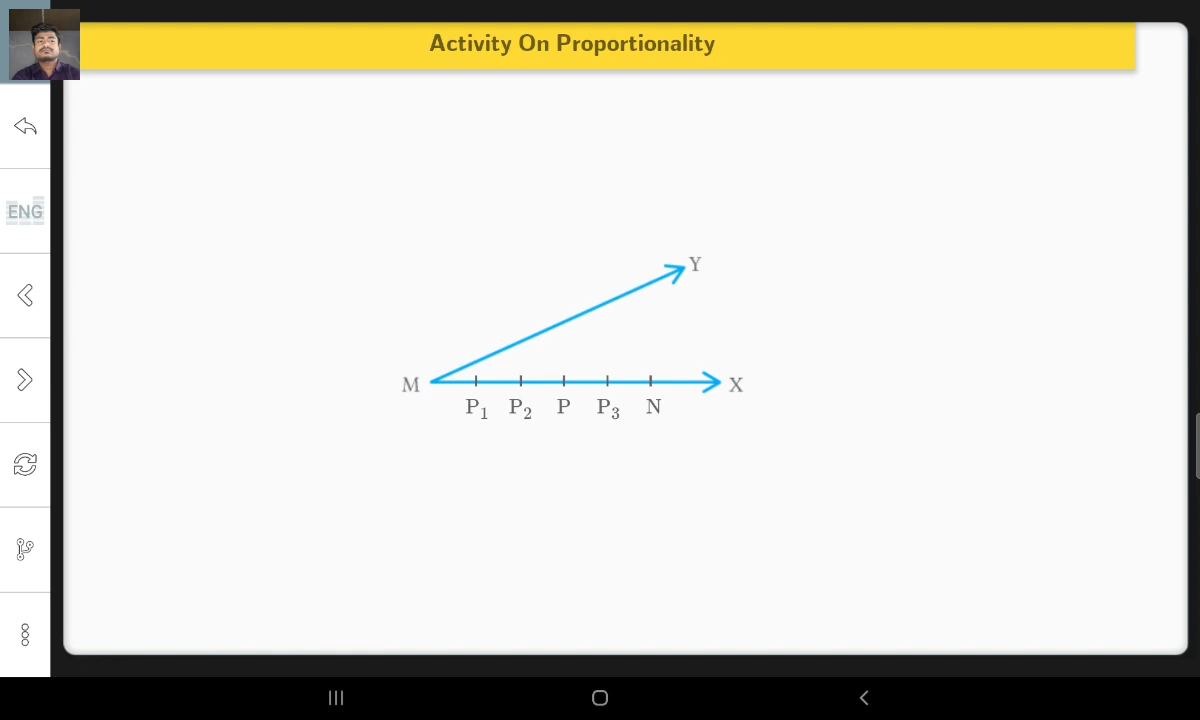 Activity On Proportionality
ENG
Y
M
X
P₁ P₂ P P₃ N